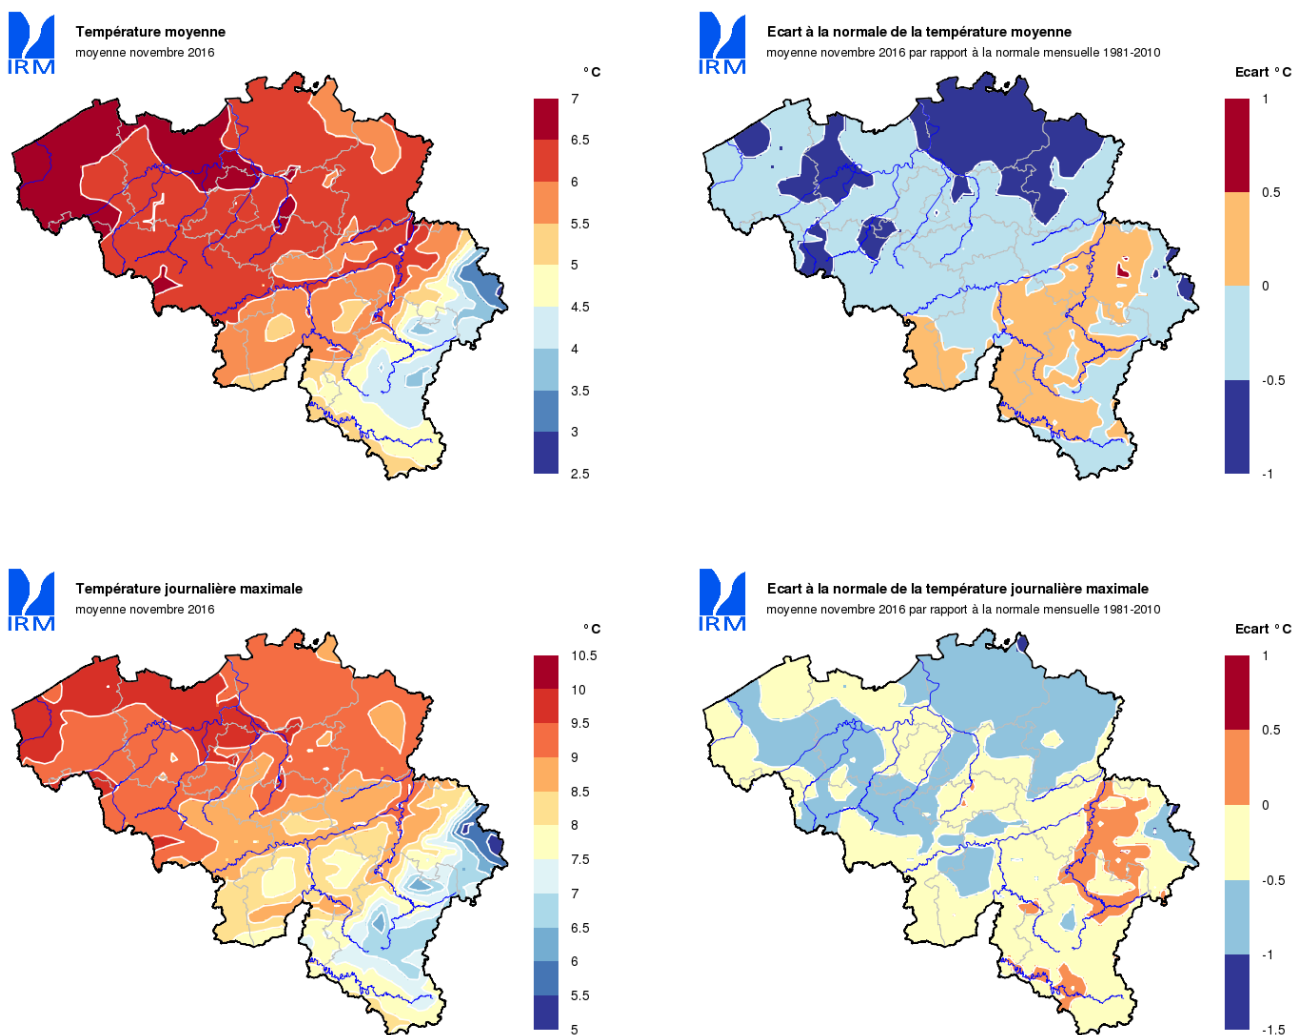 IRM
Température moyenne
moyenne novembre 2016
°C
7
6.5
6
5.5
5
4.5
4
3.5
3
2.5
IRM
Ecart à la normale de la température moyenne
moyenne novembre 2016 par rapport à la normale mensuelle 1981-2010
Ecart °C
1
0.5
0
-0.5
-1
IRM
Température journalière maximale
moyenne novembre 2016
°C
10.5
10
9.5
9
8.5
8
7.5
7
6.5
6
5.5
5
IRM
Ecart à la normale de la température journalière maximale
moyenne novembre 2016 par rapport à la normale mensuelle 1981-2010
Ecart °C
1
0.5
0
-0.5
-1
-1.5